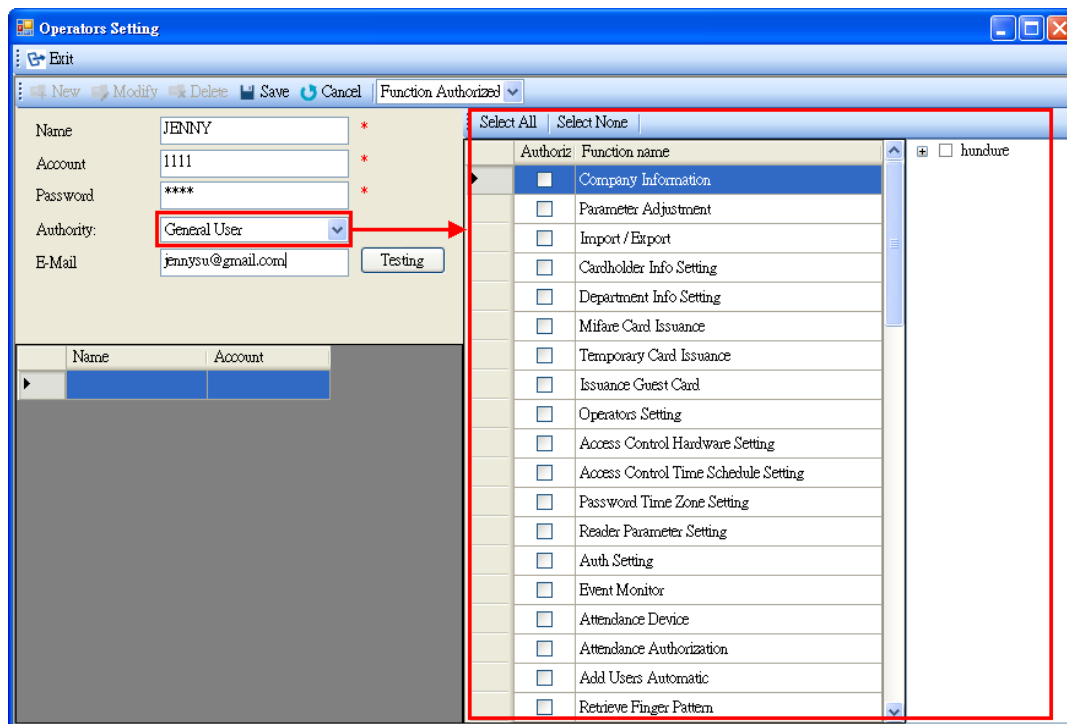 Operators Setting
Exit
New Modify Delete Save Cancel Function Authorized
Name JENNY *
Account 1111 *
Password **** *
Authority: General User
E-Mail jennysu@gmail.com Testing
Name Account
Select All Select None
Authoriz Function name
Company Information
Parameter Adjustment
Import / Export
Cardholder Info Setting
Department Info Setting
Mifare Card Issuance
Temporary Card Issuance
Issuance Guest Card
Operators Setting
Access Control Hardware Setting
Access Control Time Schedule Setting
Password Time Zone Setting
Reader Parameter Setting
Auth Setting
Event Monitor
Attendance Device
Attendance Authorization
Add Users Automatic
Retrieve Finger Pattern
hundure